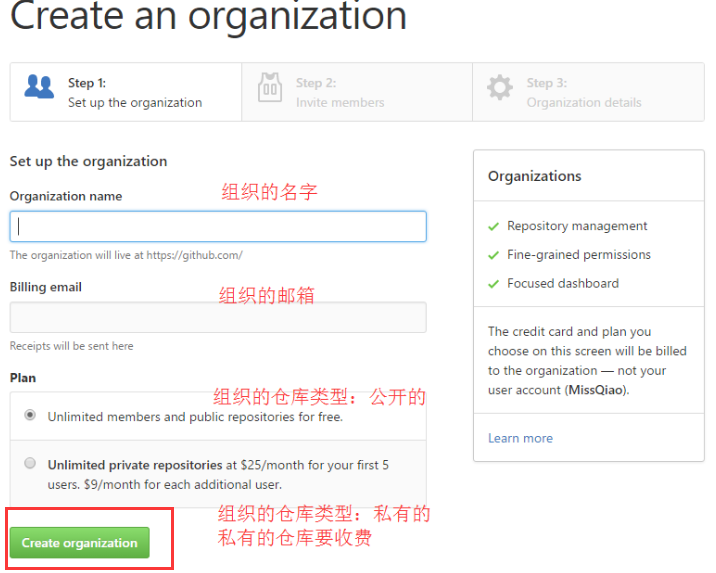 Create an organization
Step 1:
Set up the organization
Step 2:
Invite members
Step 3:
Organization details
Set up the organization
Organization name
组织的名字
The organization will live at https://github.com/
Billing email
组织的邮箱
Receipts will be sent here
Plan
组织的仓库类型：公开的
Unlimited members and public repositories for free.
Unlimited private repositories at $25/month for your first 5
users. $9/month for each additional user.
组织的仓库类型：私有的
私有的仓库要收费
Create organization
Organizations
Repository management
Fine-grained permissions
Focused dashboard
The credit card and plan you
choose on this screen will be billed
to the organization — not your
user account (MissQiao).
Learn more